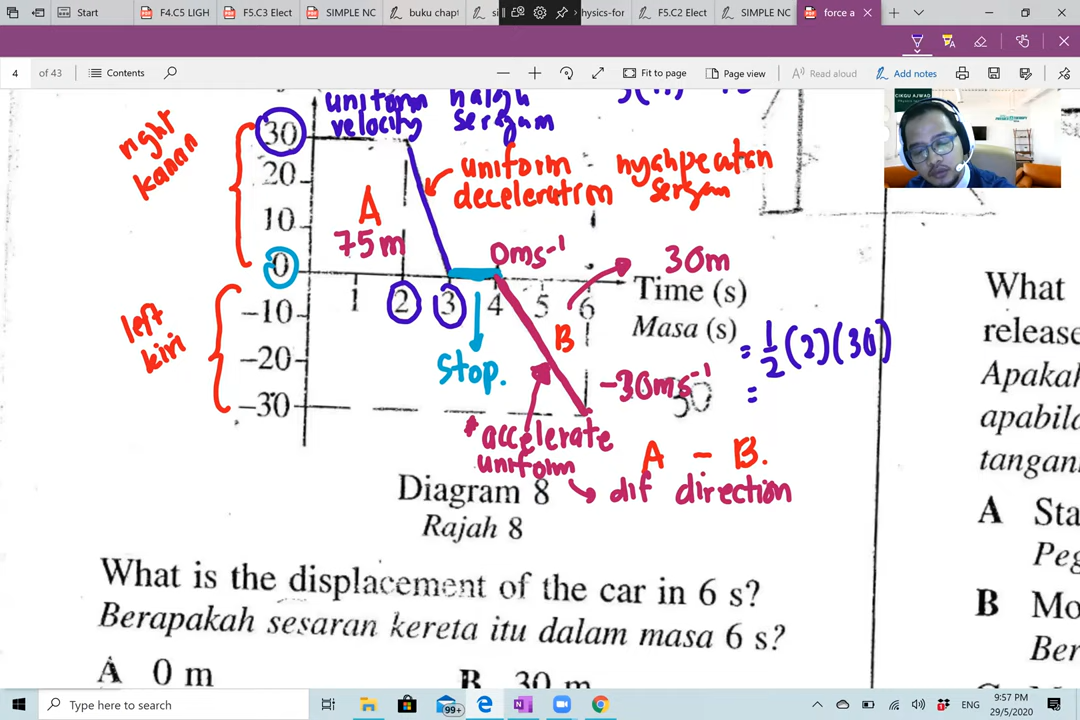 F4.C5 LIGH
F5.C3 Elect
SIMPLE NC
buku chapt
si
hysics-for
F5.C2 Elect
SIMPLE NC
force a
Start
4 of 43
Contents
Fit to page
Page view
Read aloud
Add notes
CIKGU AJWAD
uniform velocity
seragam
right
kanan
30
20
10
0
-10
-20
-30
left
kiri
A
75m
uniform
deceleration
nyahpecutan
seragam
0ms⁻¹
1 2 3 4 5 6
Time (s)
Masa (s)
30m
B
stop.
-30ms⁻¹
30
= ½(2)(30)
=
* accelerate
uniform
dif direction
A - B.
Diagram 8
Rajah 8
What is the displacement of the car in 6 s?
Berapakah sesaran kereta itu dalam masa 6 s?
A 0 m
B 30 m
What
release
Apakah
apabila
tangan
A Sta
Peg
B Mo
Ber
Type here to search
99+
ENG
9:57 PM
29/5/2020